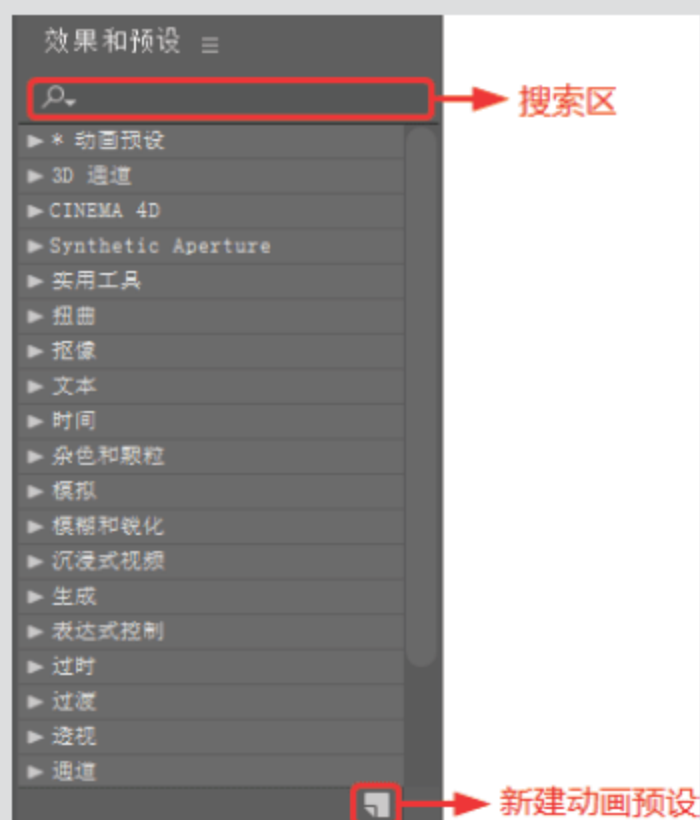 效果和预设
搜索区
* 动画预设
3D 通道
CINEMA 4D
Synthetic Aperture
实用工具
扭曲
抠像
文本
时间
杂色和颗粒
模拟
模糊和锐化
沉浸式视频
生成
表达式控制
过时
过渡
透视
通道
新建动画预设